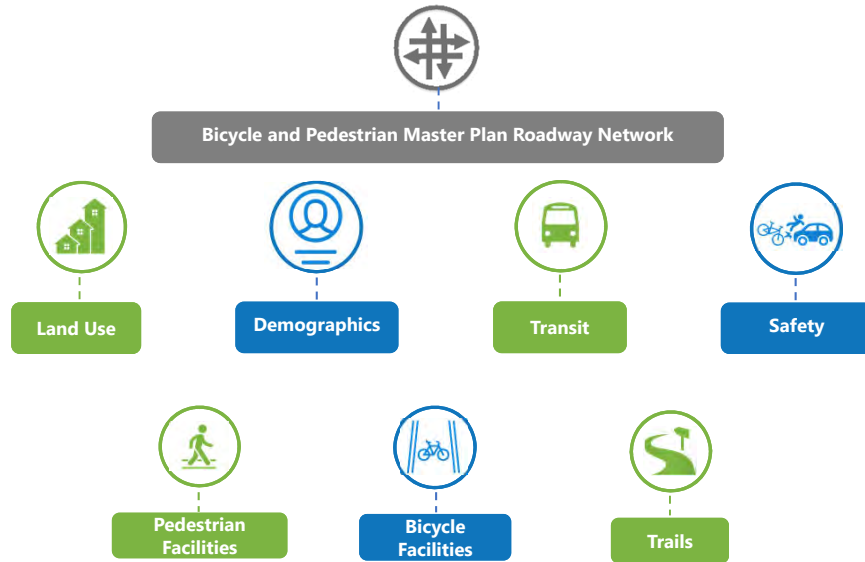 Bicycle and Pedestrian Master Plan Roadway Network
Land Use
Demographics
Transit
Safety
Pedestrian
Facilities
Bicycle
Facilities
Trails